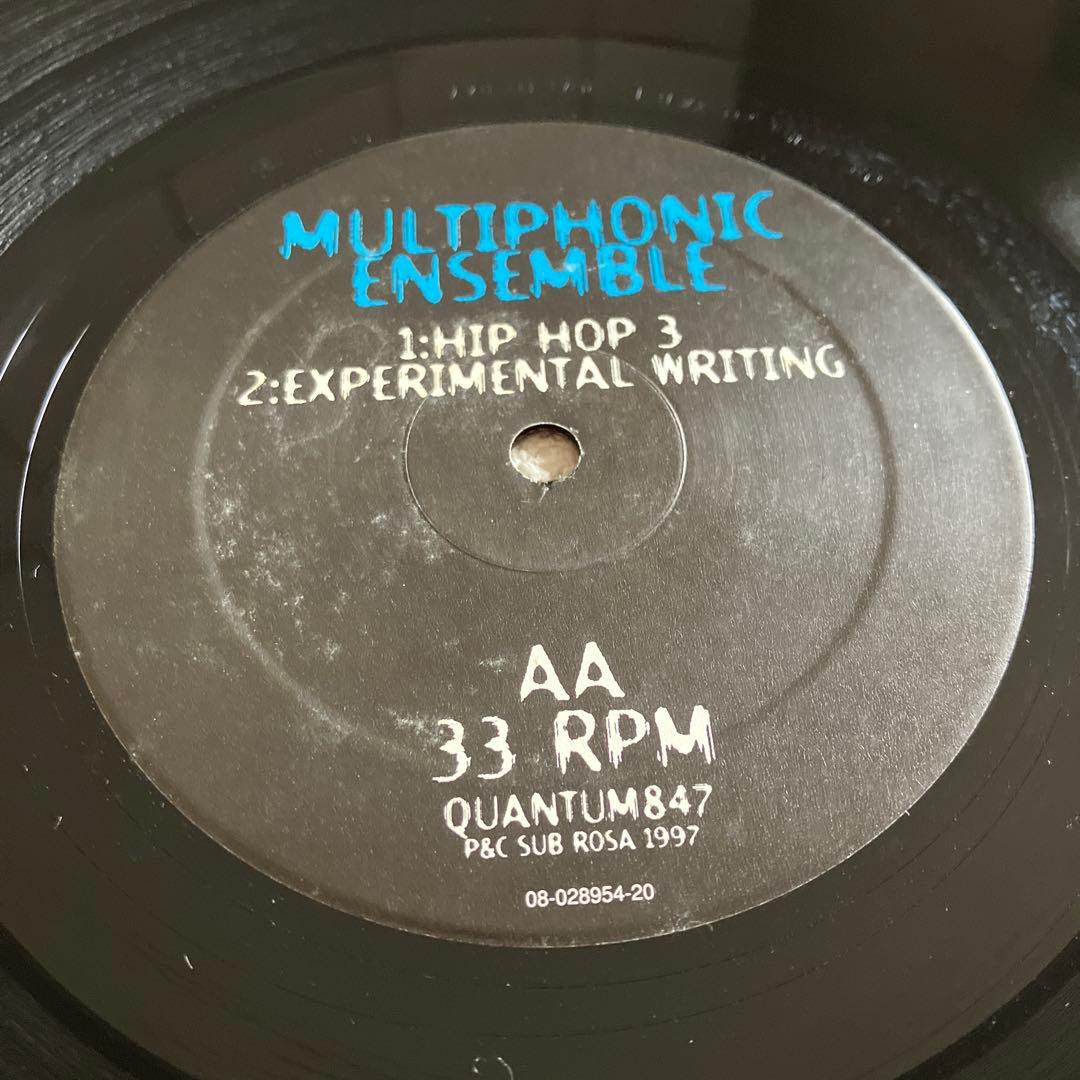 MULTIPHONIC
ENSEMBLE
1:HIP HOP 3
2:EXPERIMENTAL WRITING
AA
33 RPM
QUANTUM847
P&C SUB ROSA 1997
08-028954-20